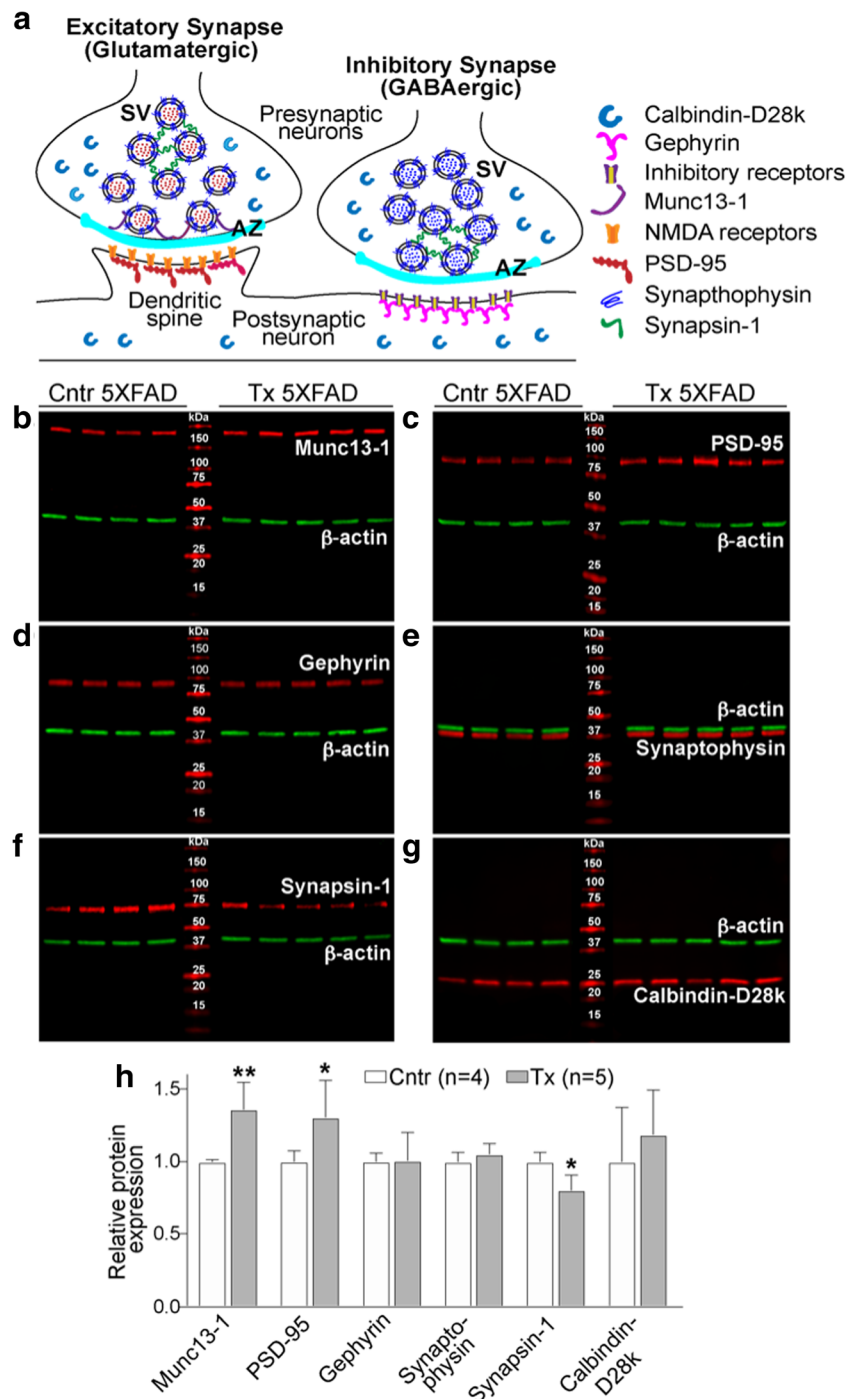 a
Excitatory Synapse
(Glutamatergic)
Inhibitory Synapse
(GABAergic)
SV
Presynaptic
neurons
SV
AZ
AZ
Dendritic
spine
Postsynaptic
neuron
Calbindin-D28k
Gephyrin
Inhibitory receptors
Munc13-1
NMDA receptors
PSD-95
Synapthophysin
Synapsin-1
b
Cntr 5XFAD
Tx 5XFAD
kDa
150
100
75
50
37
25
20
15
Munc13-1
β-actin
c
Cntr 5XFAD
Tx 5XFAD
kDa
150
100
75
50
37
25
20
15
PSD-95
β-actin
d
kDa
150
100
75
50
37
25
20
15
Gephyrin
β-actin
e
kDa
150
100
75
50
37
25
20
15
β-actin
Synaptophysin
f
kDa
150
100
75
50
37
25
20
15
Synapsin-1
β-actin
g
kDa
150
100
75
50
37
25
20
15
β-actin
Calbindin-D28k
h
Relative protein
expression
1.5
1.0
0.5
0.0
Cntr (n=4)
Tx (n=5)
**
*
*
Munc13-1
PSD-95
Gephyrin
Synapto-
physin
Synapsin-1
Calbindin-
D28k